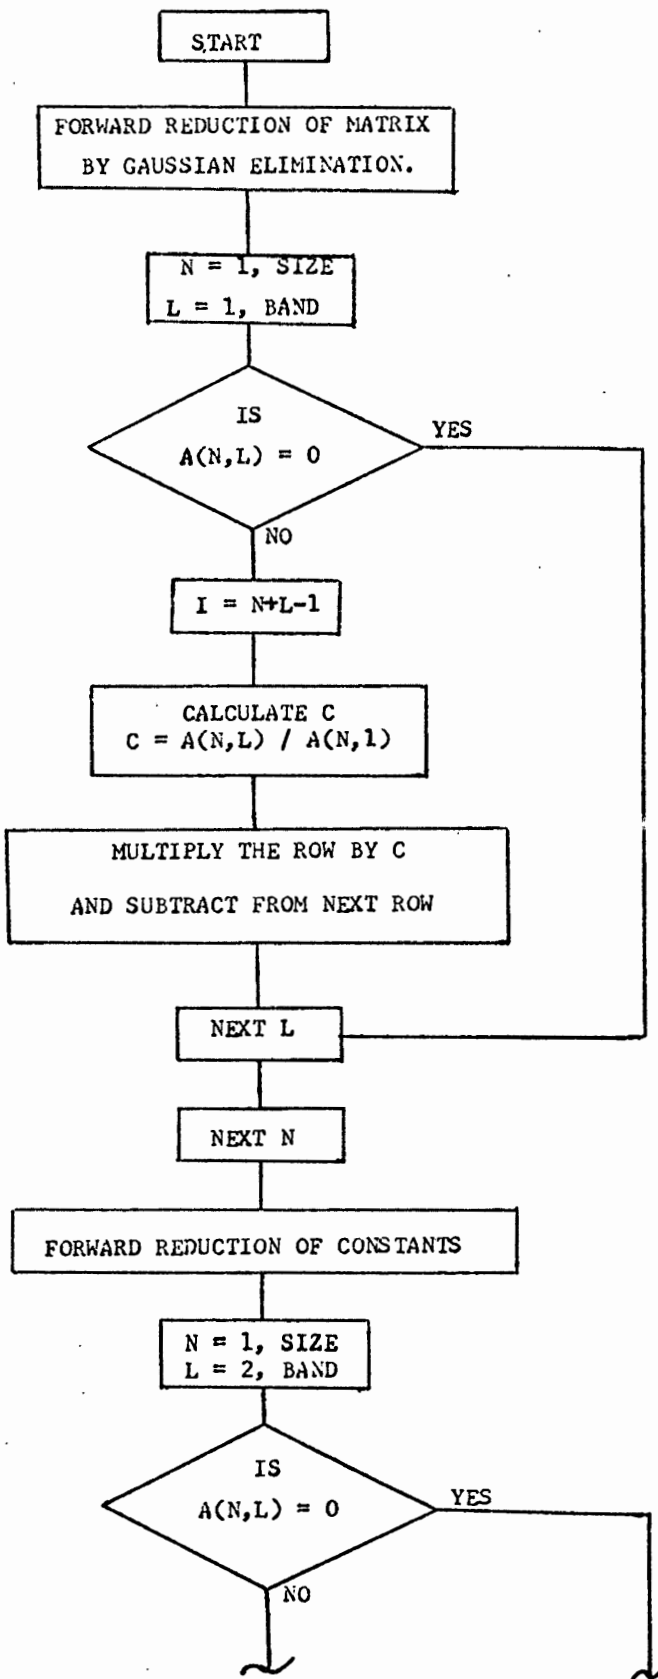 START
FORWARD REDUCTION OF MATRIX
BY GAUSSIAN ELIMINATION.
N = 1, SIZE
L = 1, BAND
IS
A(N,L) = 0
YES
NO
I = N+L-1
CALCULATE C
C = A(N,L) / A(N,1)
MULTIPLY THE ROW BY C
AND SUBTRACT FROM NEXT ROW
NEXT L
NEXT N
FORWARD REDUCTION OF CONSTANTS
N = 1, SIZE
L = 2, BAND
IS
A(N,L) = 0
YES
NO